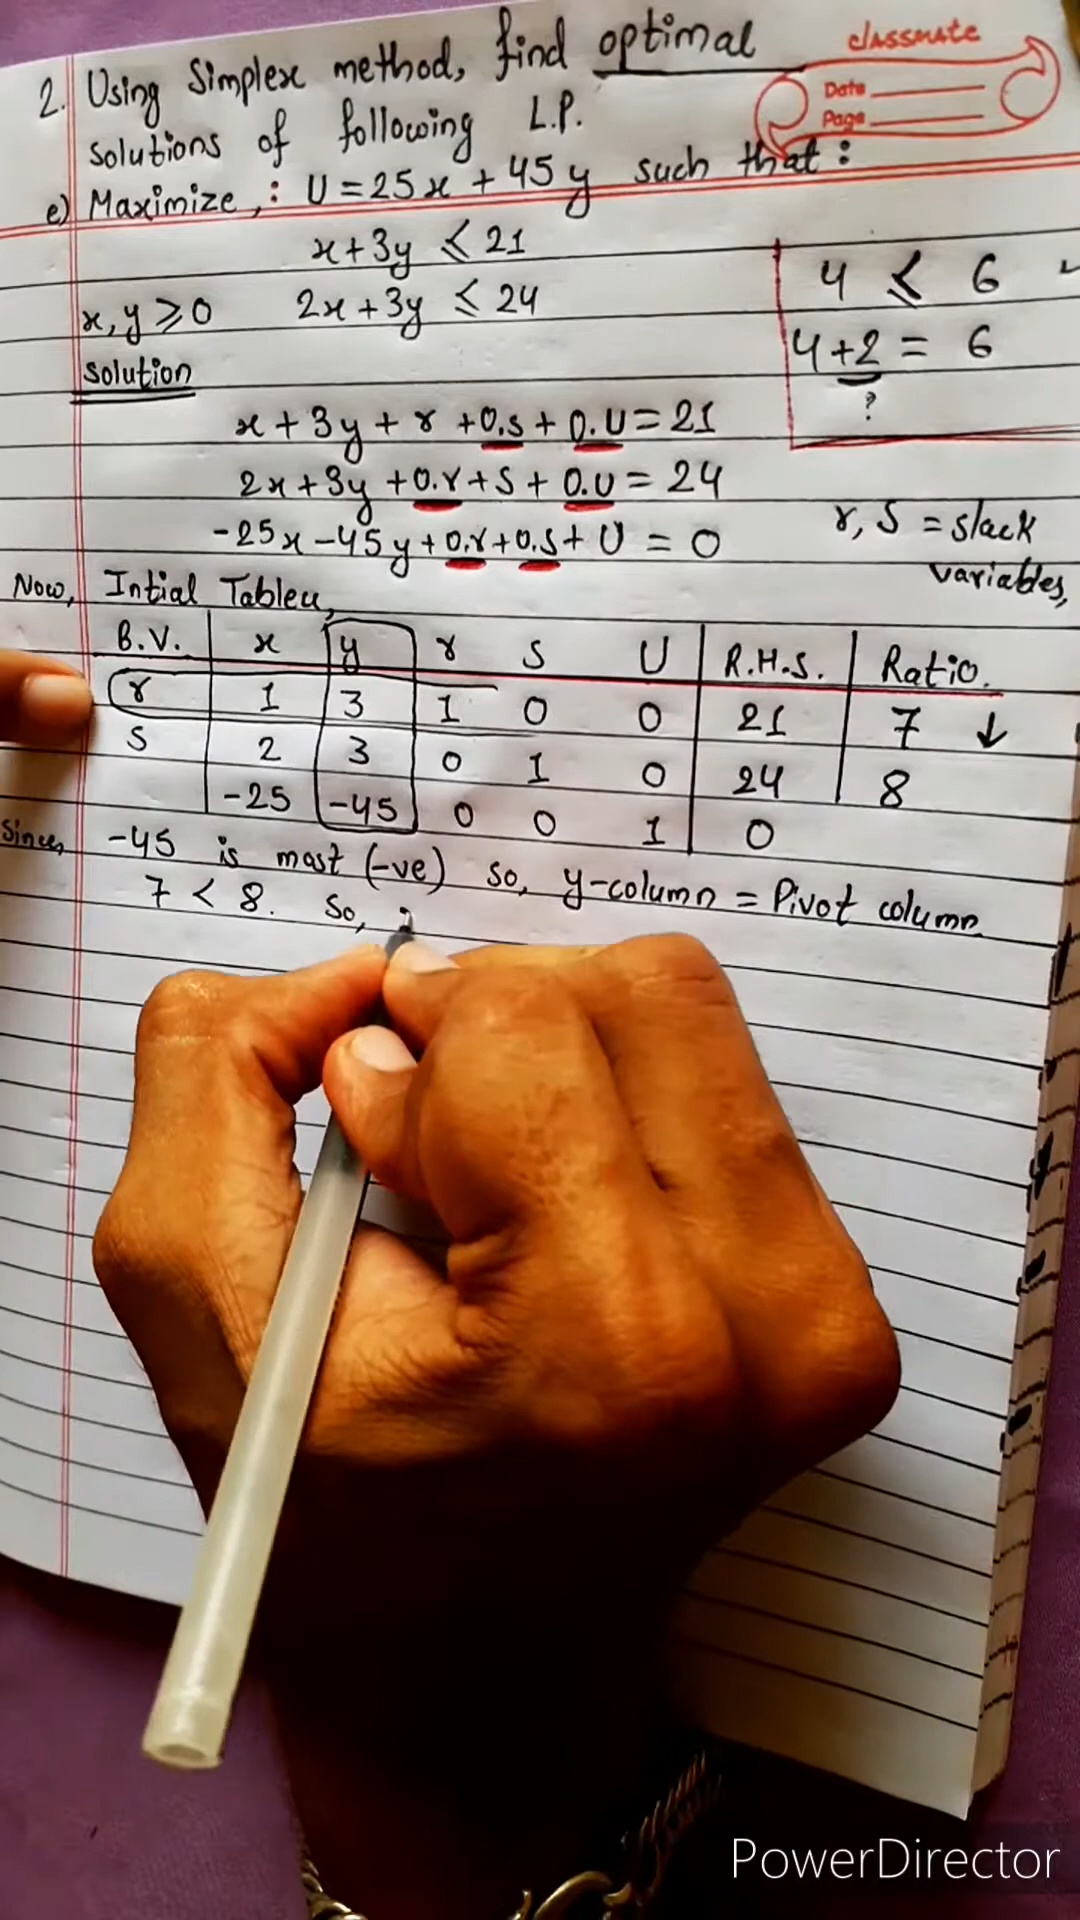 classmate
Date
Page
2. Using Simplex method, find optimal
solutions of following L.P.
e) Maximize, : U = 25x + 45y such that :
x + 3y ≤ 21
x, y ≥ 0 2x + 3y ≤ 24
4 ≤ 6
4 + 2 = 6
?
Solution
x + 3y + r + 0.s + 0.U = 21
2x + 3y + 0.r + s + 0.U = 24
-25x - 45y + 0.r + 0.s + U = 0
r, s = slack
variables,
Now, Intial Tableu,
B.V. x y r S U R.H.S. Ratio.
r 1 3 1 0 0 21 7 ↓
S 2 3 0 1 0 24 8
-25 -45 0 0 1 0
Since, -45 is most (-ve) so, y-column = Pivot column
7 < 8. So,
PowerDirector